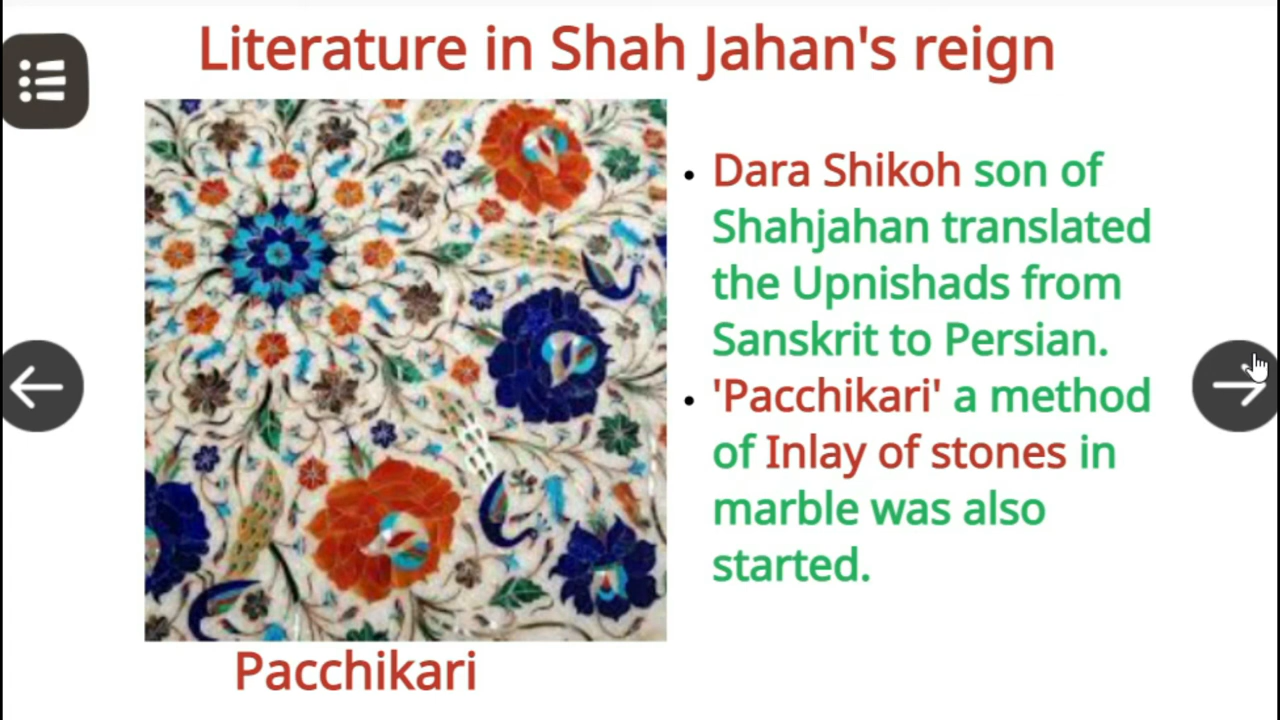 Literature in Shah Jahan's reign
• Dara Shikoh son of
Shahjahan translated
the Upnishads from
Sanskrit to Persian.
• 'Pacchikari' a method
of Inlay of stones in
marble was also
started.
Pacchikari